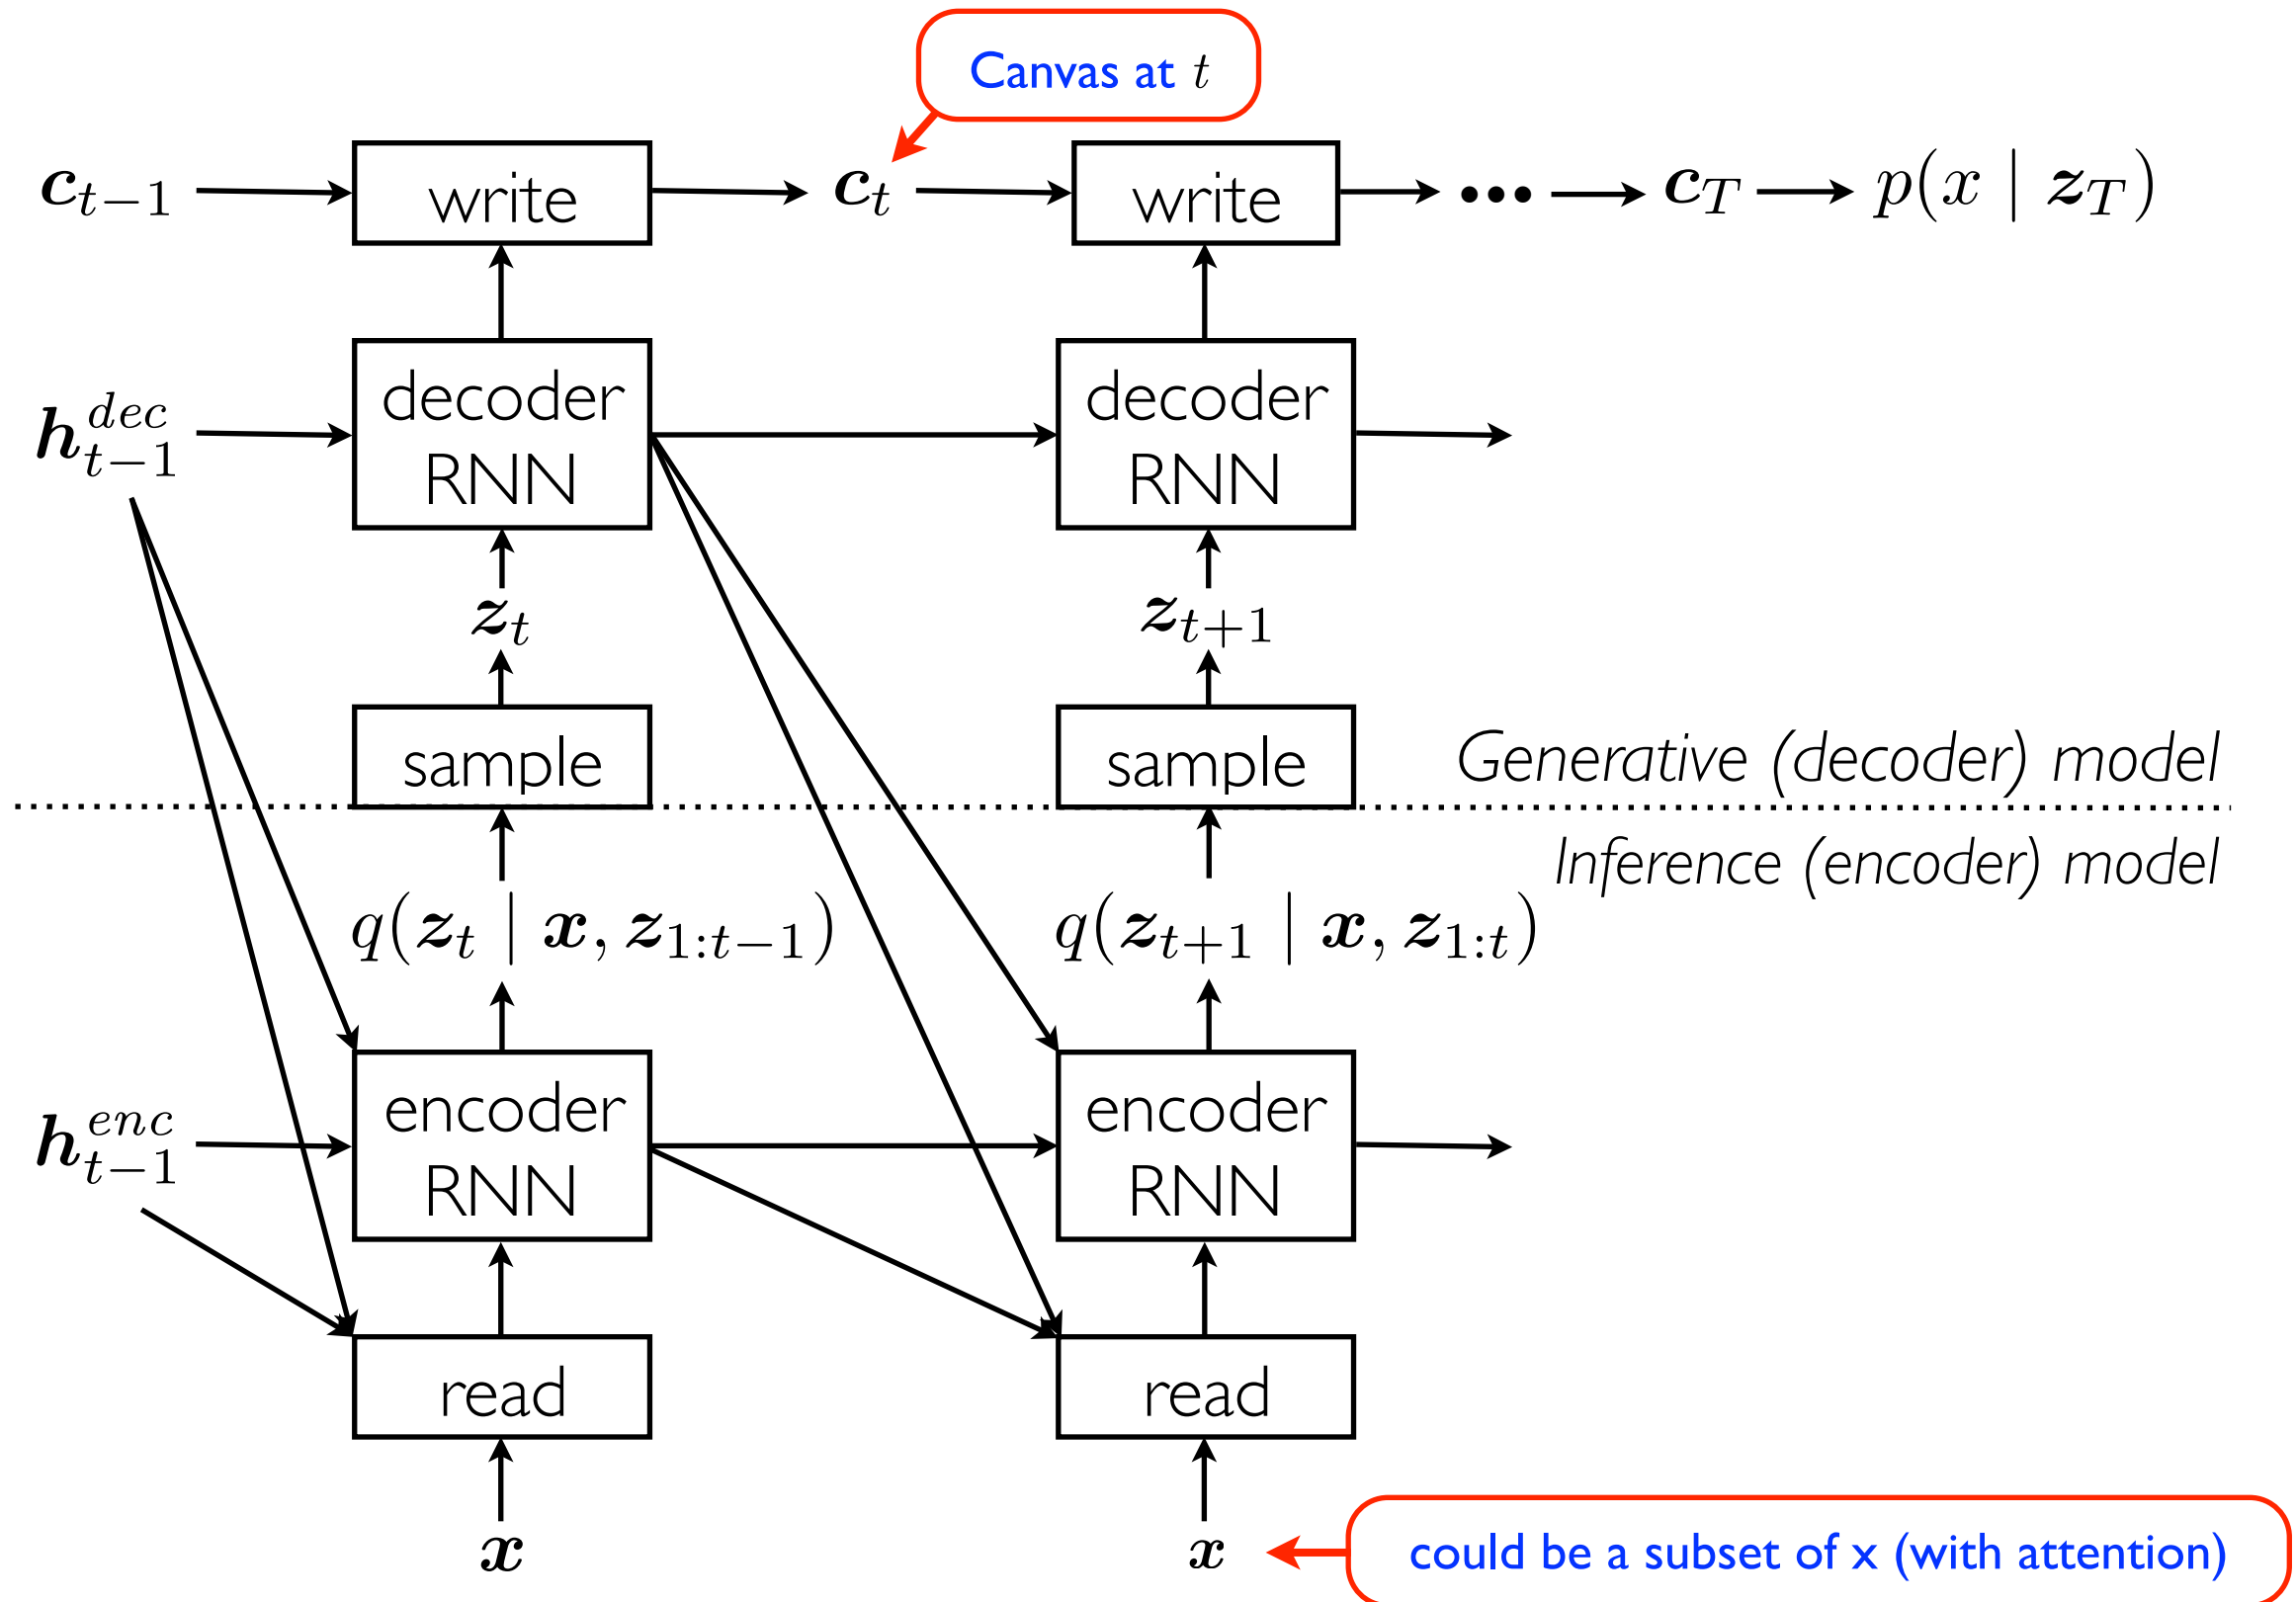 Canvas at t
c_{t−1} write c_t write ••• c_T p(x | z_T)
h^{dec}_{t−1} decoder RNN decoder RNN
z_t z_{t+1}
sample sample Generative (decoder) model
Inference (encoder) model
q(z_t | x, z_{1:t−1}) q(z_{t+1} | x, z_{1:t})
h^{enc}_{t−1} encoder RNN encoder RNN
read read
x x could be a subset of x (with attention)